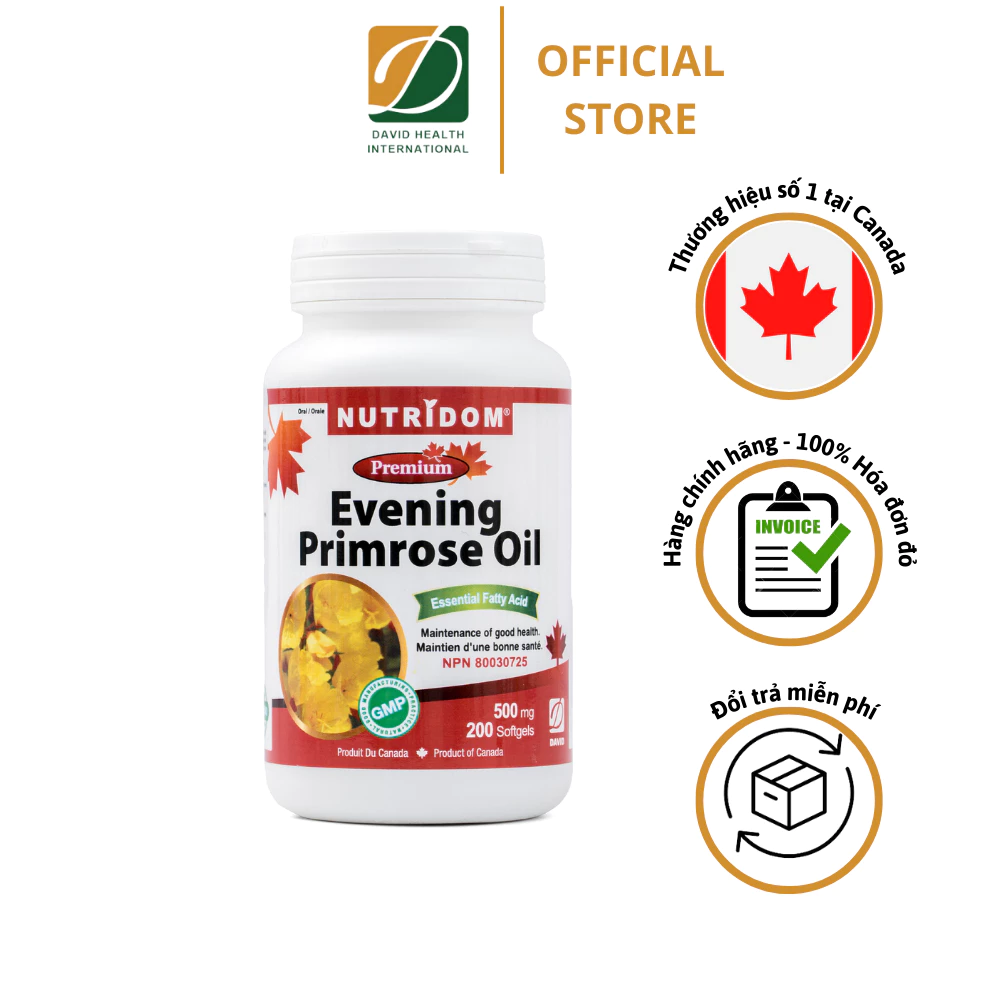 DAVID HEALTH
INTERNATIONAL
OFFICIAL
STORE
Thương hiệu số 1 tại Canada
Oral / Orale
NUTRIDOM®
Premium
Evening
Primrose Oil
Essential Fatty Acid
Maintenance of good health.
Maintien d'une bonne santé.
NPN 80030725
GMP
500 mg
200 Softgels
DAVID
Produit Du Canada Product of Canada
Hàng chính hãng - 100% Hóa đơn đỏ
INVOICE
Đổi trả miễn phí